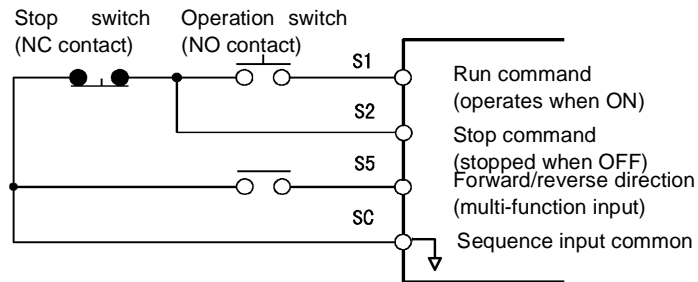 Stop switch
(NC contact)
Operation switch
(NO contact)
S1
Run command
(operates when ON)
S2
Stop command
(stopped when OFF)
S5
Forward/reverse direction
(multi-function input)
SC
Sequence input common